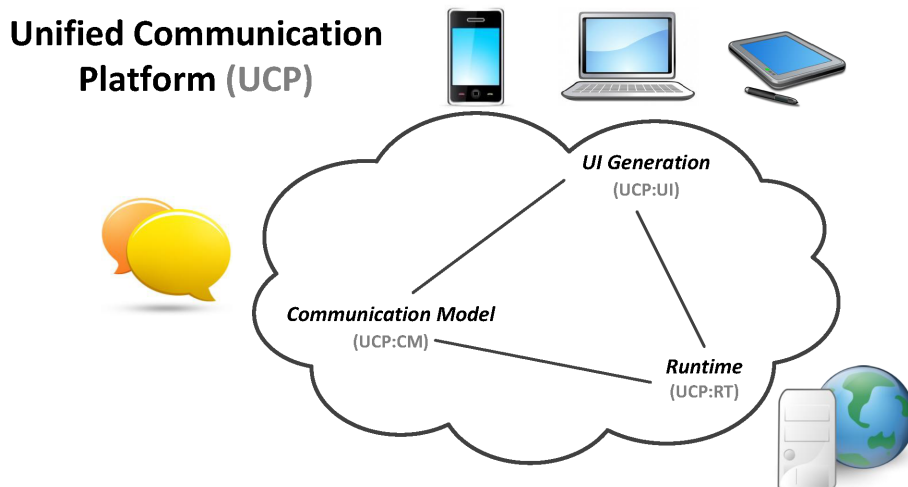 Unified Communication
Platform (UCP)
UI Generation
(UCP:UI)
Communication Model
(UCP:CM)
Runtime
(UCP:RT)